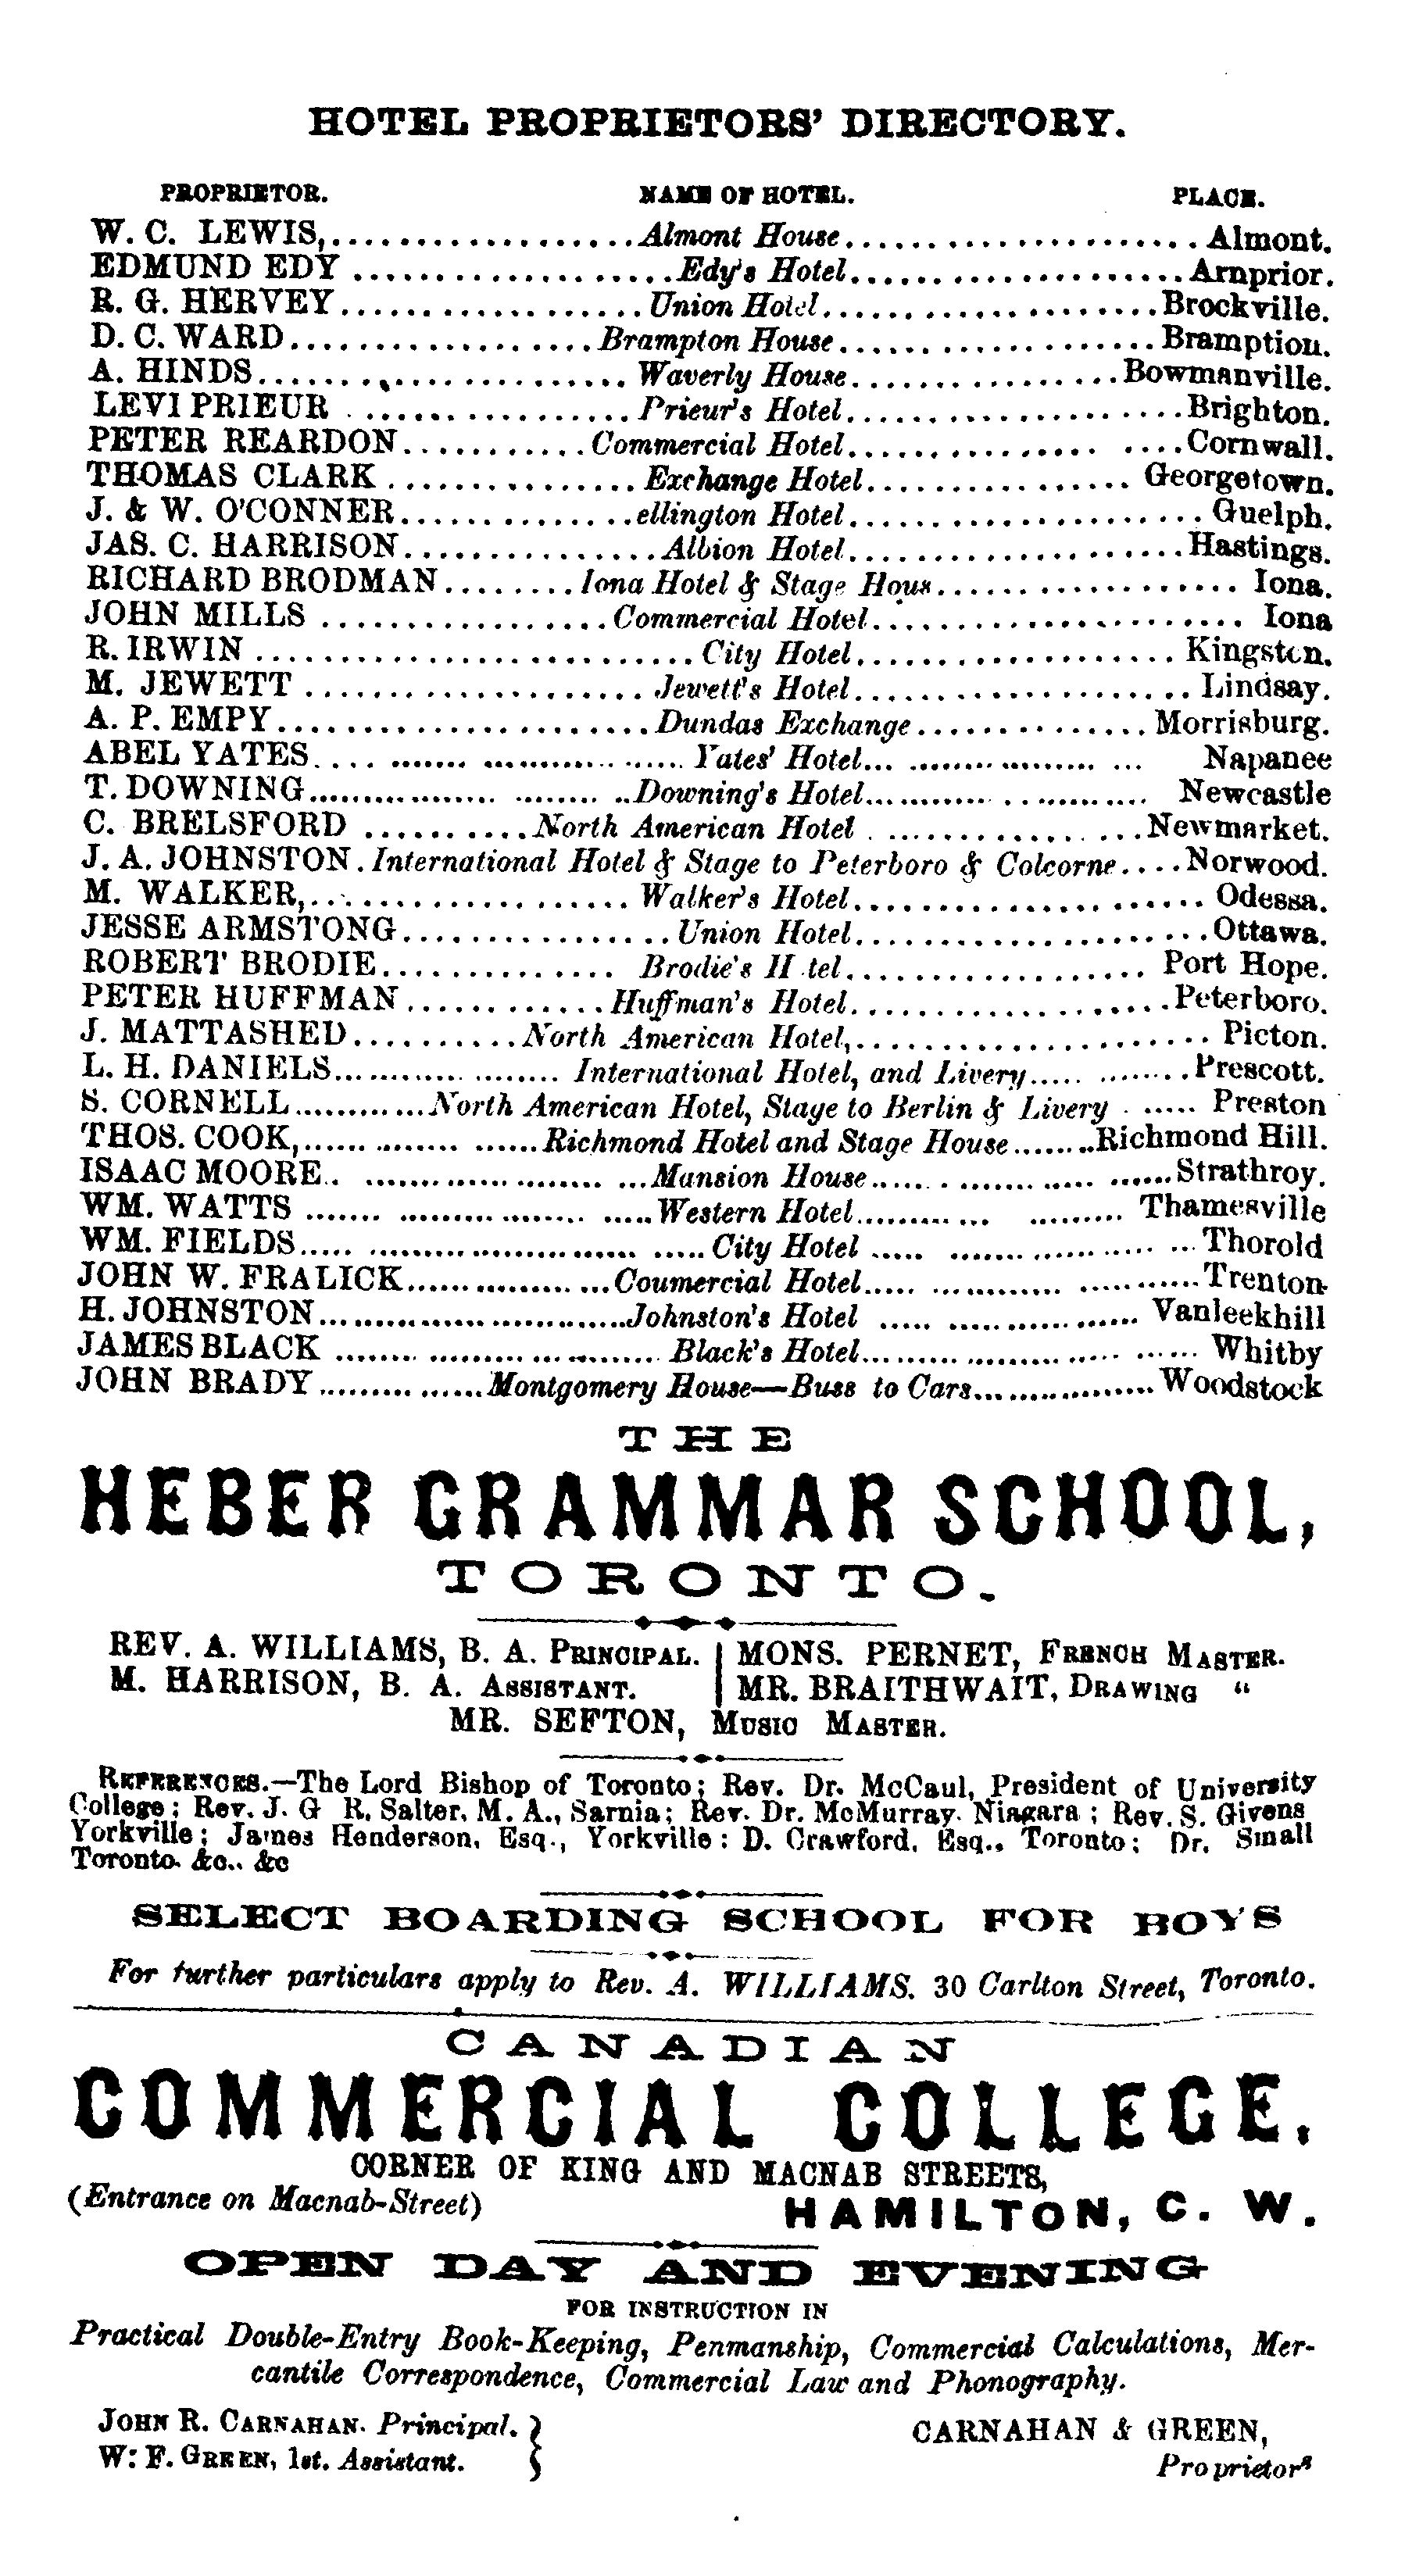 HOTEL PROPRIETORS' DIRECTORY.
PROPRIETOR. NAME OF HOTEL. PLACE.
W. C. LEWIS,..................Almont House.....................Almont.
EDMUND EDY ...................Edy's Hotel....................Arnprior.
R. G. HERVEY..................Union Hotel....................Brockville.
D. C. WARD..................Brampton House...................Bramption.
A. HINDS......................Waverly House................Bowmanville.
LEVI PRIEUR ................Prieur's Hotel....................Brighton.
PETER REARDON...........Commercial Hotel................ ....Cornwall.
THOMAS CLARK ...............Exchange Hotel................Georgetown.
J. & W. O'CONNER..............ellington Hotel.....................Guelph.
JAS. C. HARRISON...............Albion Hotel....................Hastings.
RICHARD BRODMAN........Iona Hotel & Stage Hous..................Iona.
JOHN MILLS .................Commercial Hotel...................... Iona
R. IRWIN ..........................City Hotel...................Kingston.
M. JEWETT ....................Jewett's Hotel....................Lindsay.
A. P. EMPY......................Dundas Exchange..............Morrisburg.
ABEL YATES.... ....... ............ ...... Yates' Hotel... ......... ......... ... Napanee
T. DOWNING.................. ........ ..Downing's Hotel............. . .......... Newcastle
C. BRELSFORD ..........North American Hotel . ............. . ...Newmarket.
J. A. JOHNSTON.International Hotel & Stage to Peterboro & Colcorne....Norwood.
M. WALKER,...................Walker's Hotel.....................Odessa.
JESSE ARMSTONG................Union Hotel.....................Ottawa.
ROBERT BRODIE.............. Brodie's H tel..................Port Hope.
PETER HUFFMAN............Huffman's Hotel...................Peterboro.
J. MATTASHED..........North American Hotel,.....................Picton.
L. H. DANIELS............ ........ International Hotel, and Livery..... ........Prescott.
S. CORNELL............North American Hotel, Stage to Berlin & Livery . ..... Preston
THOS. COOK,...... ........ ......Richmond Hotel and Stage House.......Richmond Hill.
ISAAC MOORE.. .............. ........ ...Mansion House...... . ....... ..... ......Strathroy.
WM. WATTS ....... ......... ........ .....Western Hotel......... ... ......... Thamesville
WM. FIELDS..... ......................... .....City Hotel ..... ....... ............ ...Thorold
JOHN W. FRALICK............... ...Coumercial Hotel..... ............ ...........Trenton
H. JOHNSTON...........................Johnston's Hotel ..... ................ Vanleekhill
JAMES BLACK ........ ......... ... ........ Black's Hotel......... ......... ..... ...... Whitby
JOHN BRADY......... ......Montgomery House—Buss to Cars.................Woodstock
THE
HEBER GRAMMAR SCHOOL,
TORONTO.
REV. A. WILLIAMS, B. A. PRINCIPAL. | MONS. PERNET, FRENCH MASTER.
M. HARRISON, B. A. ASSISTANT. | MR. BRAITHWAIT, DRAWING “
MR. SEFTON, MUSIC MASTER.
REFERENCES.—The Lord Bishop of Toronto; Rev. Dr. McCaul, President of University
College; Rev. J. G R. Salter, M. A., Sarnia; Rev. Dr. McMurray. Niagara; Rev. S. Givens
Yorkville; James Henderson, Esq., Yorkville: D. Crawford, Esq., Toronto; Dr. Small
Toronto. &c., &c
SELECT BOARDING SCHOOL FOR BOYS
For further particulars apply to Rev. A. WILLIAMS. 30 Carlton Street, Toronto.
CANADIAN
COMMERCIAL COLLEGE,
CORNER OF KING AND MACNAB STREETS,
(Entrance on Macnab-Street) HAMILTON, C. W.
OPEN DAY AND EVENING
FOR INSTRUCTION IN
Practical Double-Entry Book-Keeping, Penmanship, Commercial Calculations, Mer-
cantile Correspondence, Commercial Law and Phonography.
JOHN R. CARNAHAN. Principal. } CARNAHAN & GREEN,
W: F. GREEN, 1st. Assistant. Proprietors